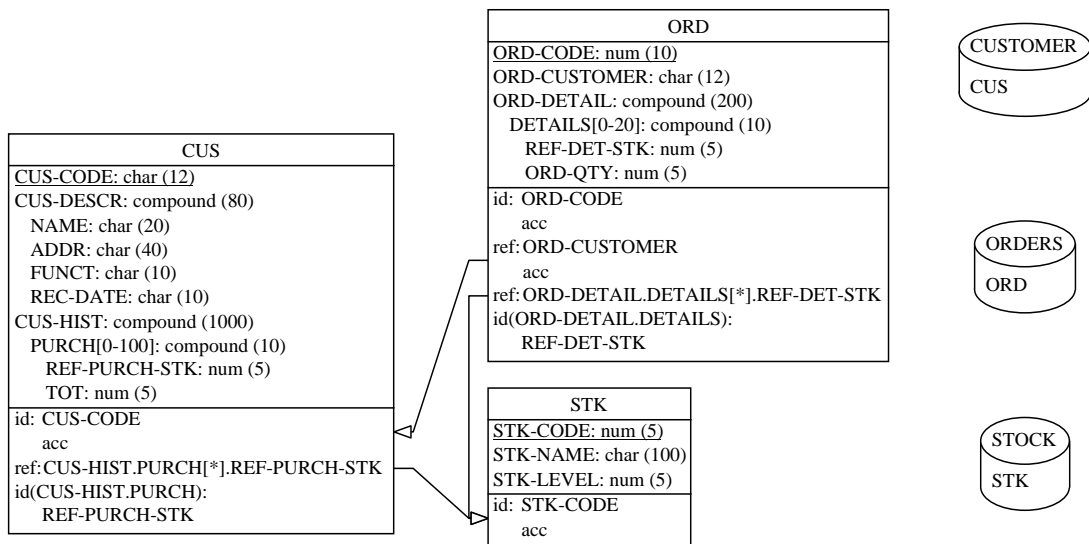 CUS
CUS-CODE: char (12)
CUS-DESCR: compound (80)
NAME: char (20)
ADDR: char (40)
FUNCT: char (10)
REC-DATE: char (10)
CUS-HIST: compound (1000)
PURCH[0-100]: compound (10)
REF-PURCH-STK: num (5)
TOT: num (5)
id: CUS-CODE
acc
ref:CUS-HIST.PURCH[*].REF-PURCH-STK
id(CUS-HIST.PURCH):
REF-PURCH-STK
ORD
ORD-CODE: num (10)
ORD-CUSTOMER: char (12)
ORD-DETAIL: compound (200)
DETAILS[0-20]: compound (10)
REF-DET-STK: num (5)
ORD-QTY: num (5)
id: ORD-CODE
acc
ref:ORD-CUSTOMER
acc
ref:ORD-DETAIL.DETAILS[*].REF-DET-STK
id(ORD-DETAIL.DETAILS):
REF-DET-STK
STK
STK-CODE: num (5)
STK-NAME: char (100)
STK-LEVEL: num (5)
id: STK-CODE
acc
CUSTOMER
CUS
ORDERS
ORD
STOCK
STK